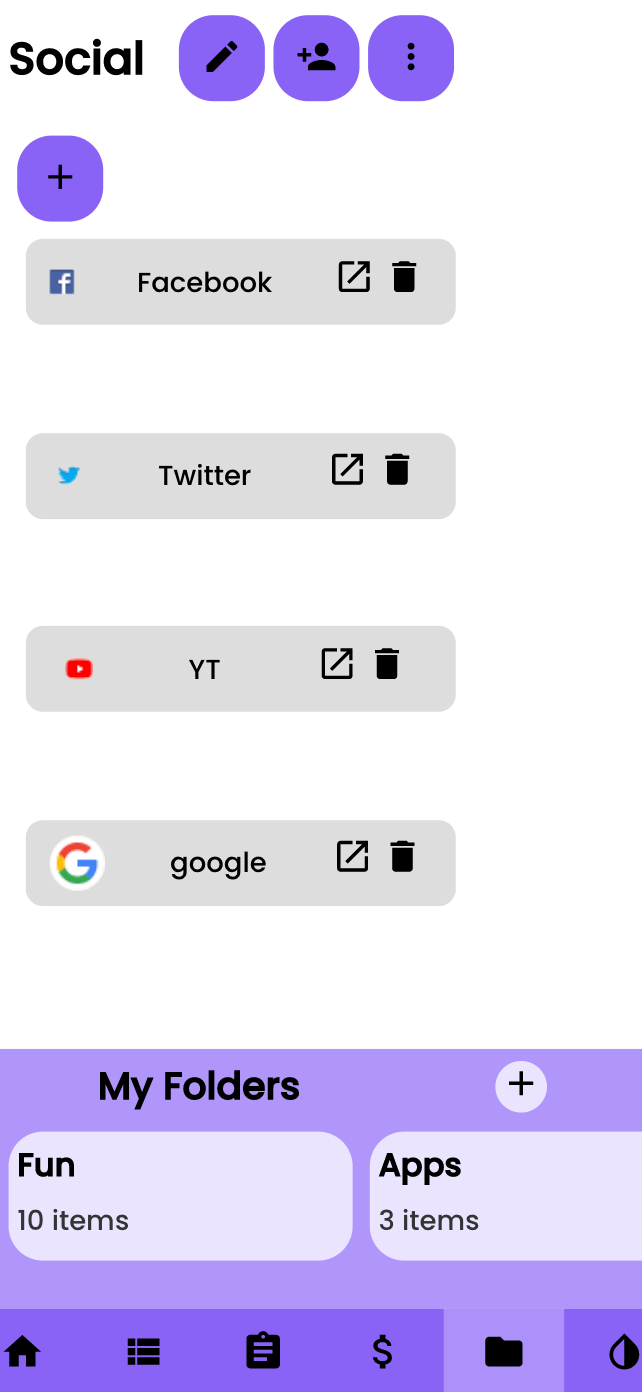 Social
Facebook
Twitter
YT
google
My Folders
Fun
10 items
Apps
3 items